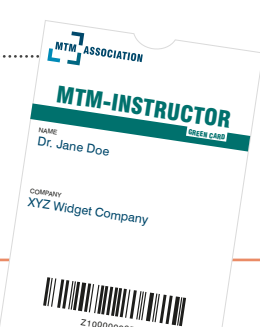 MTM ASSOCIATION
MTM-INSTRUCTOR
GREEN CARD
NAME
Dr. Jane Doe
COMPANY
XYZ Widget Company